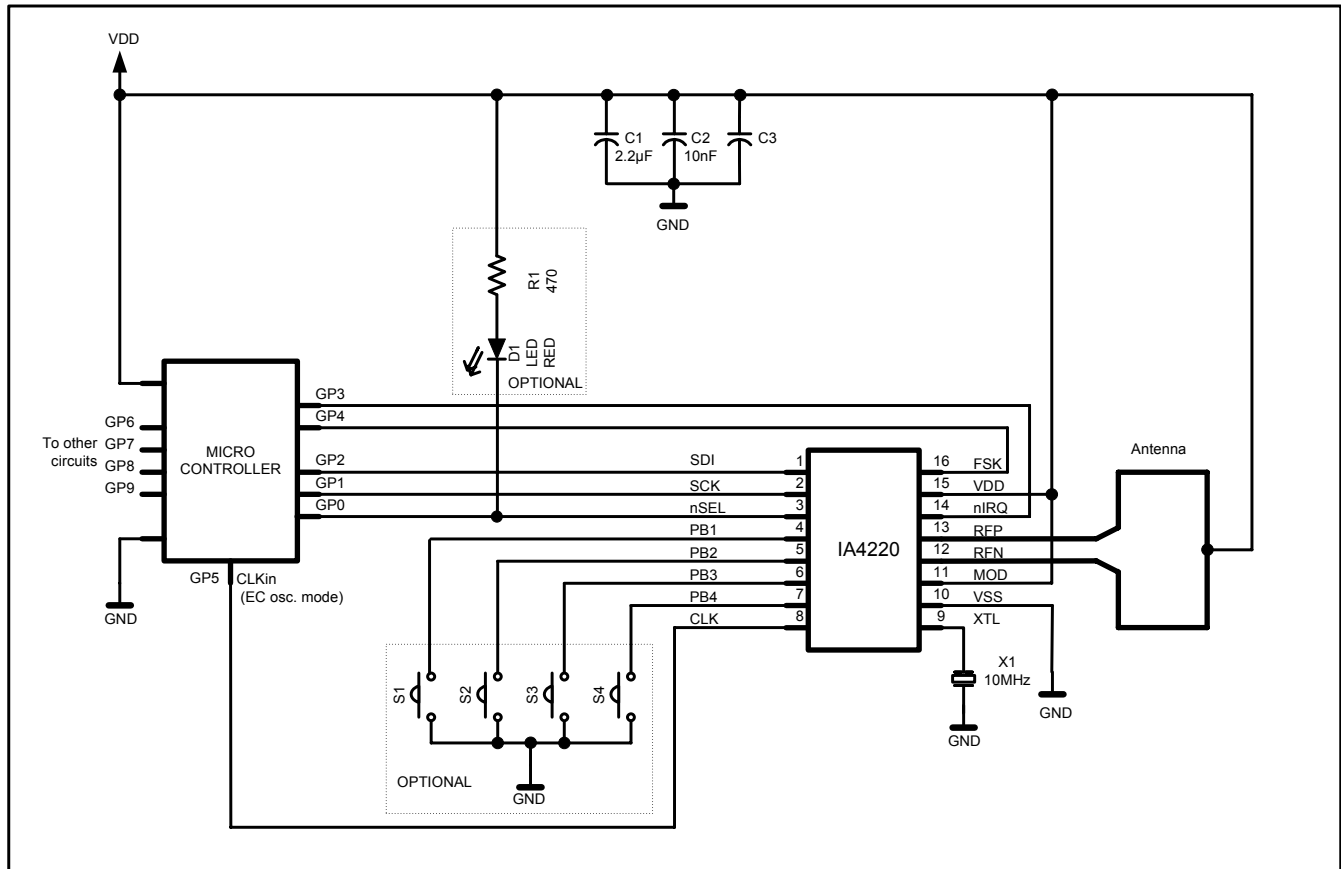 VDD
C1
2.2µF
C2
10nF
C3
GND
R1
470
D1
LED
RED
OPTIONAL
GP3
GP4
GP6
To other
circuits
GP7
GP8
GP9
MICRO
CONTROLLER
GP2
GP1
GP0
GP5
CLKin
(EC osc. mode)
GND
SDI
SCK
nSEL
PB1
PB2
PB3
PB4
CLK
1
2
3
4
5
6
7
8
IA4220
16
15
14
13
12
11
10
9
FSK
VDD
nIRQ
RFP
RFN
MOD
VSS
XTL
Antenna
X1
10MHz
GND
GND
S1
S2
S3
S4
OPTIONAL
GND